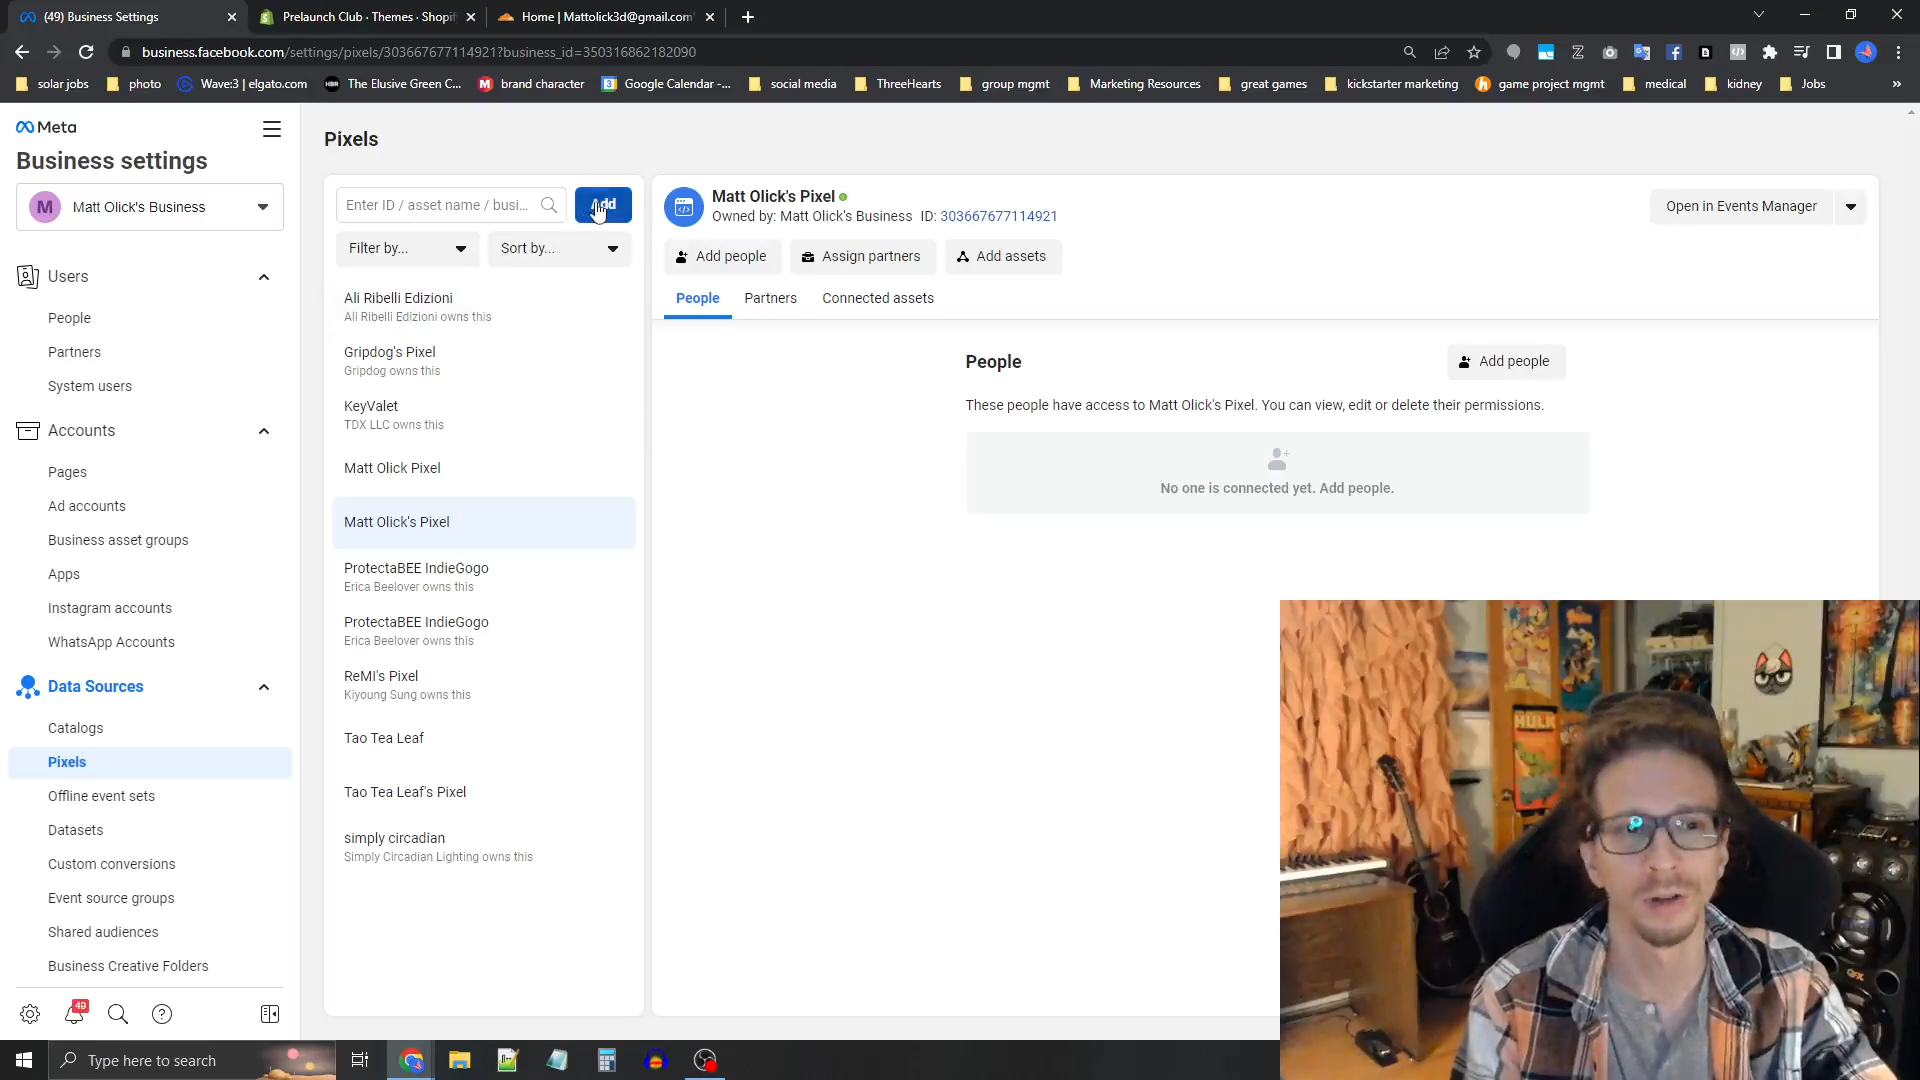 (49) Business Settings
Prelaunch Club · Themes · Shopif
Home | Mattolick3d@gmail.com
business.facebook.com/settings/pixels/303667677114921?business_id=350316862182090
solar jobs
photo
Wave:3 | elgato.com
The Elusive Green C...
brand character
Google Calendar -...
social media
ThreeHearts
group mgmt
Marketing Resources
great games
kickstarter marketing
game project mgmt
medical
kidney
Jobs
Meta
Business settings
M
Matt Olick's Business
Users
People
Partners
System users
Accounts
Pages
Ad accounts
Business asset groups
Apps
Instagram accounts
WhatsApp Accounts
Data Sources
Catalogs
Pixels
Offline event sets
Datasets
Custom conversions
Event source groups
Shared audiences
Business Creative Folders
49
Pixels
Enter ID / asset name / busi...
Add
Filter by...
Sort by...
Ali Ribelli Edizioni
Ali Ribelli Edizioni owns this
Gripdog's Pixel
Gripdog owns this
KeyValet
TDX LLC owns this
Matt Olick Pixel
Matt Olick's Pixel
ProtectaBEE IndieGogo
Erica Beelover owns this
ProtectaBEE IndieGogo
Erica Beelover owns this
ReMI's Pixel
Kiyoung Sung owns this
Tao Tea Leaf
Tao Tea Leaf's Pixel
simply circadian
Simply Circadian Lighting owns this
Matt Olick's Pixel
Owned by: Matt Olick's Business ID: 303667677114921
Open in Events Manager
Add people
Assign partners
Add assets
People
Partners
Connected assets
People
Add people
These people have access to Matt Olick's Pixel. You can view, edit or delete their permissions.
No one is connected yet. Add people.
HULK
Type here to search